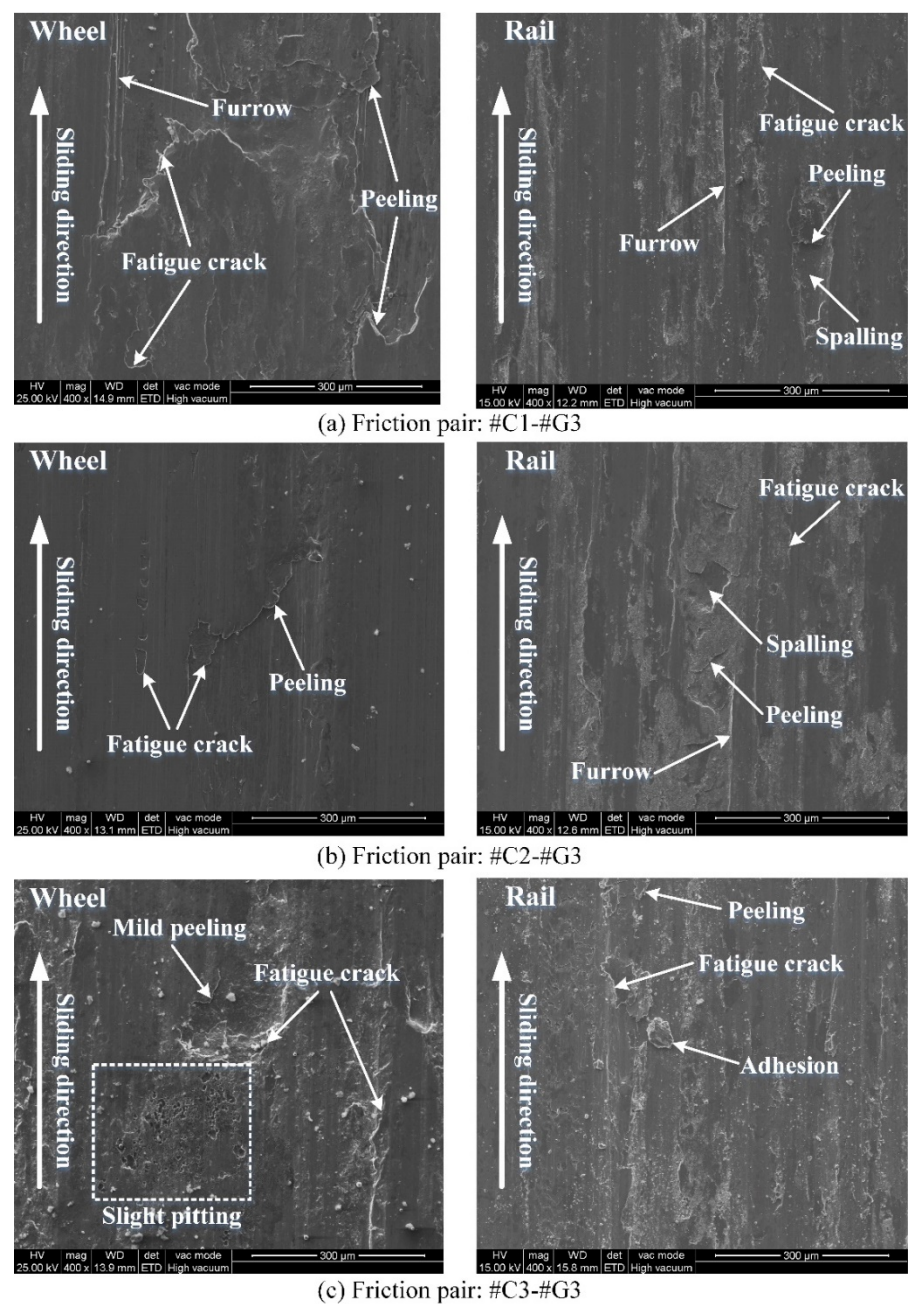 Wheel
Furrow
Peeling
Fatigue crack
Sliding direction
HV mag WD det vac mode
25.00 kV 400 x 14.9 mm ETD High vacuum 300 µm
Rail
Fatigue crack
Peeling
Furrow
Spalling
Sliding direction
HV mag WD det vac mode
15.00 kV 400 x 12.2 mm ETD High vacuum 300 µm
(a) Friction pair: #C1-#G3
Wheel
Sliding direction
Peeling
Fatigue crack
HV mag WD det vac mode
25.00 kV 400 x 13.1 mm ETD High vacuum 300 µm
Rail
Fatigue crack
Sliding direction
Spalling
Peeling
Furrow
HV mag WD det vac mode
15.00 kV 400 x 12.6 mm ETD High vacuum 300 µm
(b) Friction pair: #C2-#G3
Wheel
Mild peeling
Fatigue crack
Sliding direction
Slight pitting
HV mag WD det vac mode
25.00 kV 400 x 13.9 mm ETD High vacuum 300 µm
Rail
Peeling
Fatigue crack
Sliding direction
Adhesion
HV mag WD det vac mode
15.00 kV 400 x 15.8 mm ETD High vacuum 300 µm
(c) Friction pair: #C3-#G3